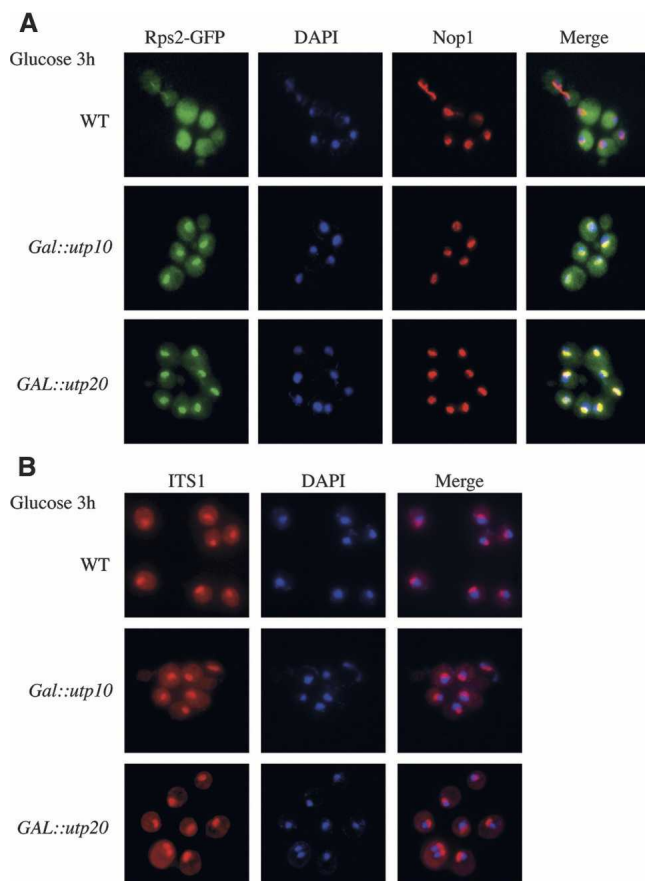 A
Rps2-GFP DAPI Nop1 Merge
Glucose 3h
WT
Gal::utp10
GAL::utp20
B
ITS1 DAPI Merge
Glucose 3h
WT
Gal::utp10
GAL::utp20